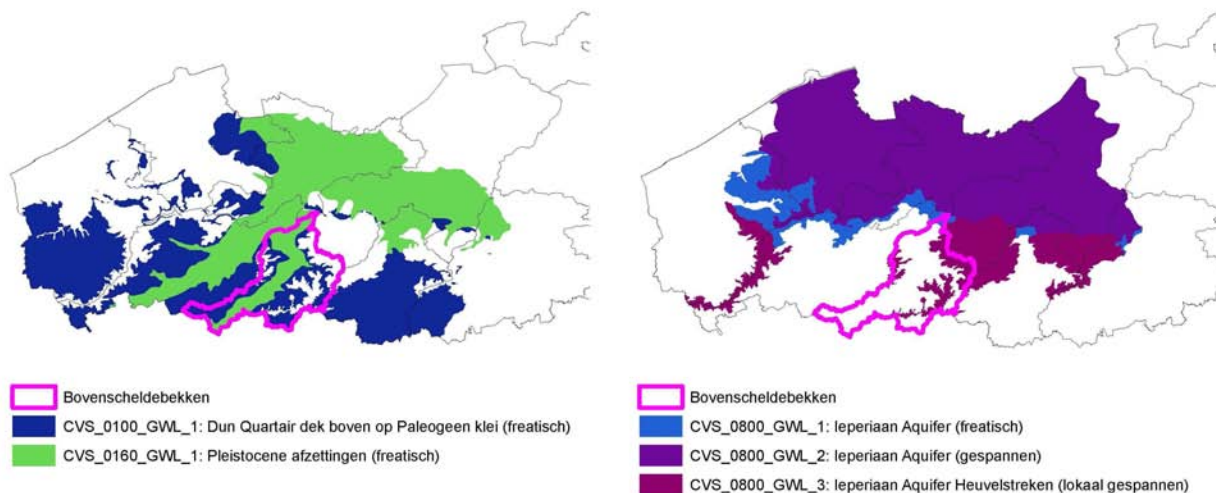 Bovenscheldebekken
CVS_0100_GWL_1: Dun Quartair dek boven op Paleogeen klei (freatisch)
CVS_0160_GWL_1: Pleistocene afzettingen (freatisch)
Bovenscheldebekken
CVS_0800_GWL_1: Ieperiaan Aquifer (freatisch)
CVS_0800_GWL_2: Ieperiaan Aquifer (gespannen)
CVS_0800_GWL_3: Ieperiaan Aquifer Heuvelstreken (lokaal gespannen)